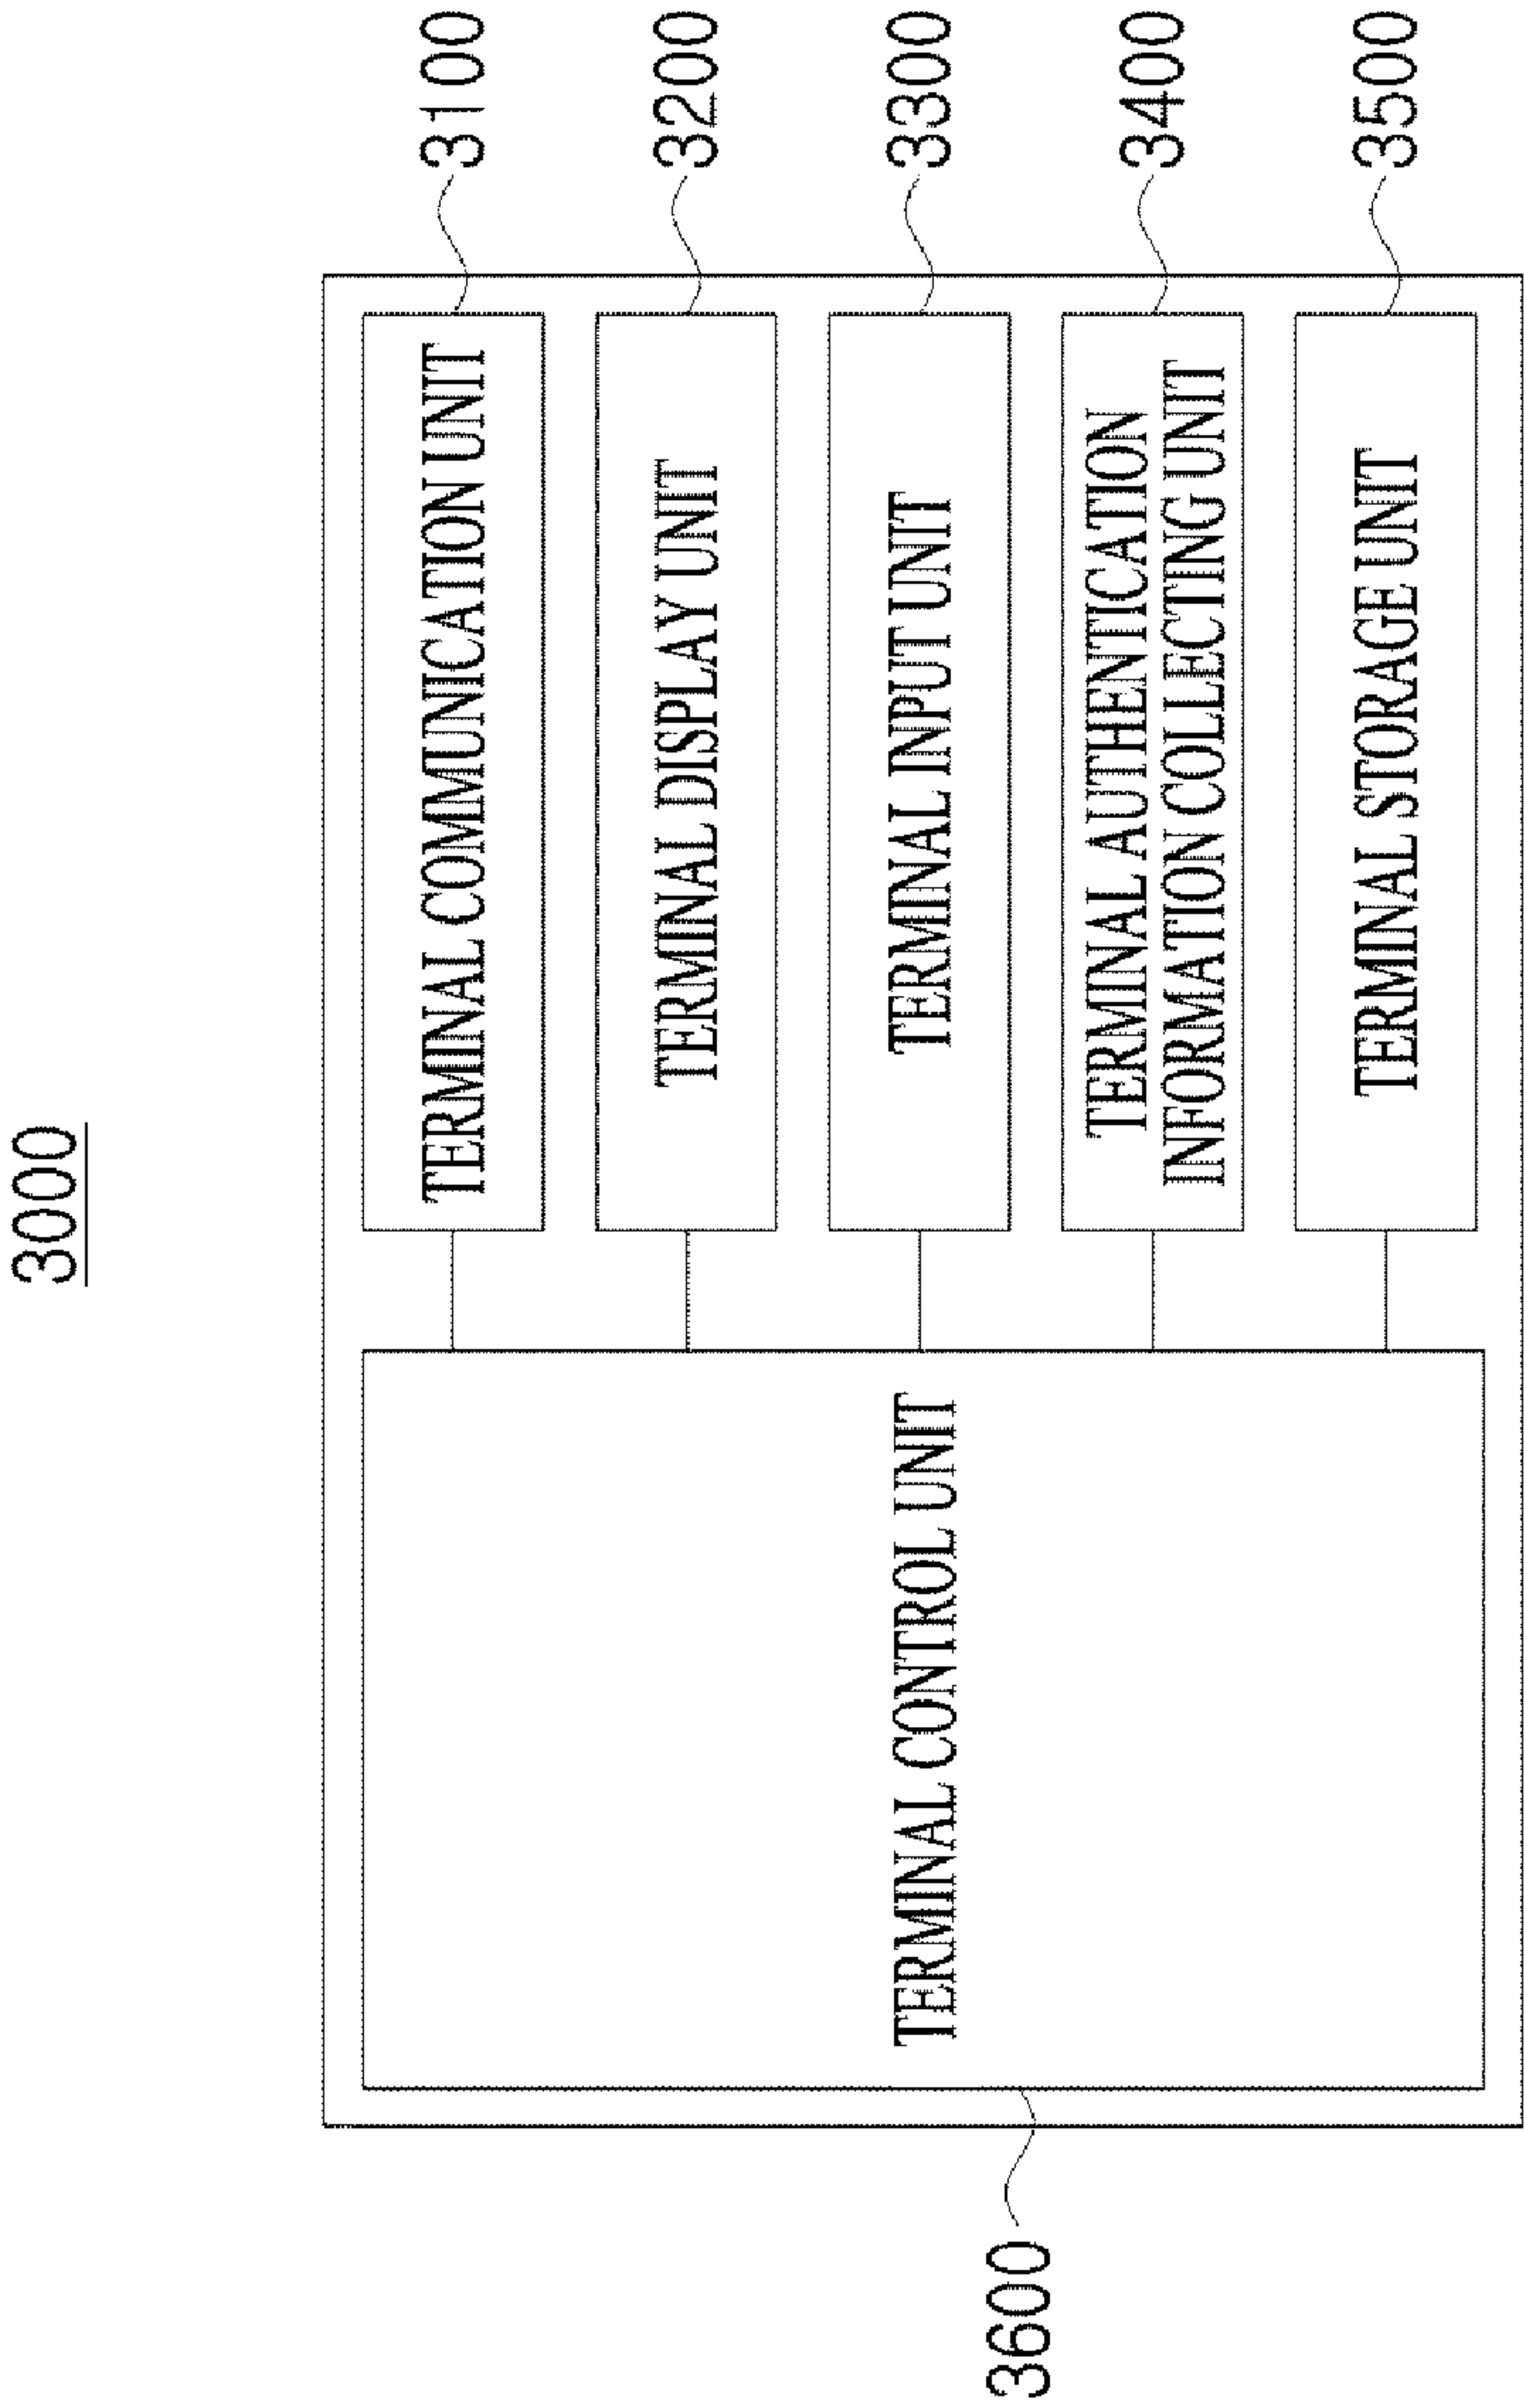 3000
TERMINAL COMMUNICATION UNIT
3100
TERMINAL DISPLAY UNIT
3200
3600
TERMINAL CONTROL UNIT
TERMINAL INPUT UNIT
3300
TERMINAL AUTHENTICATION
INFORMATION COLLECTING UNIT
3400
TERMINAL STORAGE UNIT
3500